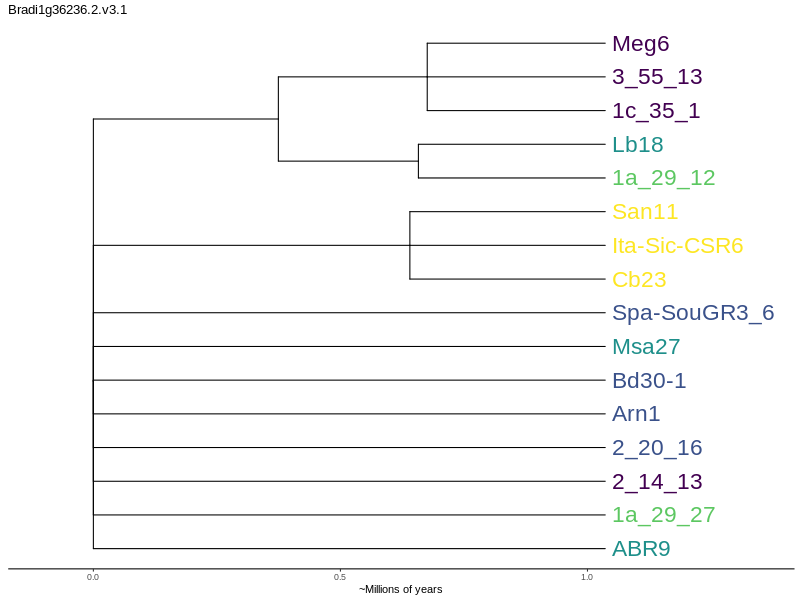 Bradi1g36236.2.v3.1
Meg6
3_55_13
1c_35_1
Lb18
1a_29_12
San11
Ita-Sic-CSR6
Cb23
Spa-SouGR3_6
Msa27
Bd30-1
Arn1
2_20_16
2_14_13
1a_29_27
ABR9
0.0 0.5 1.0
~Millions of years